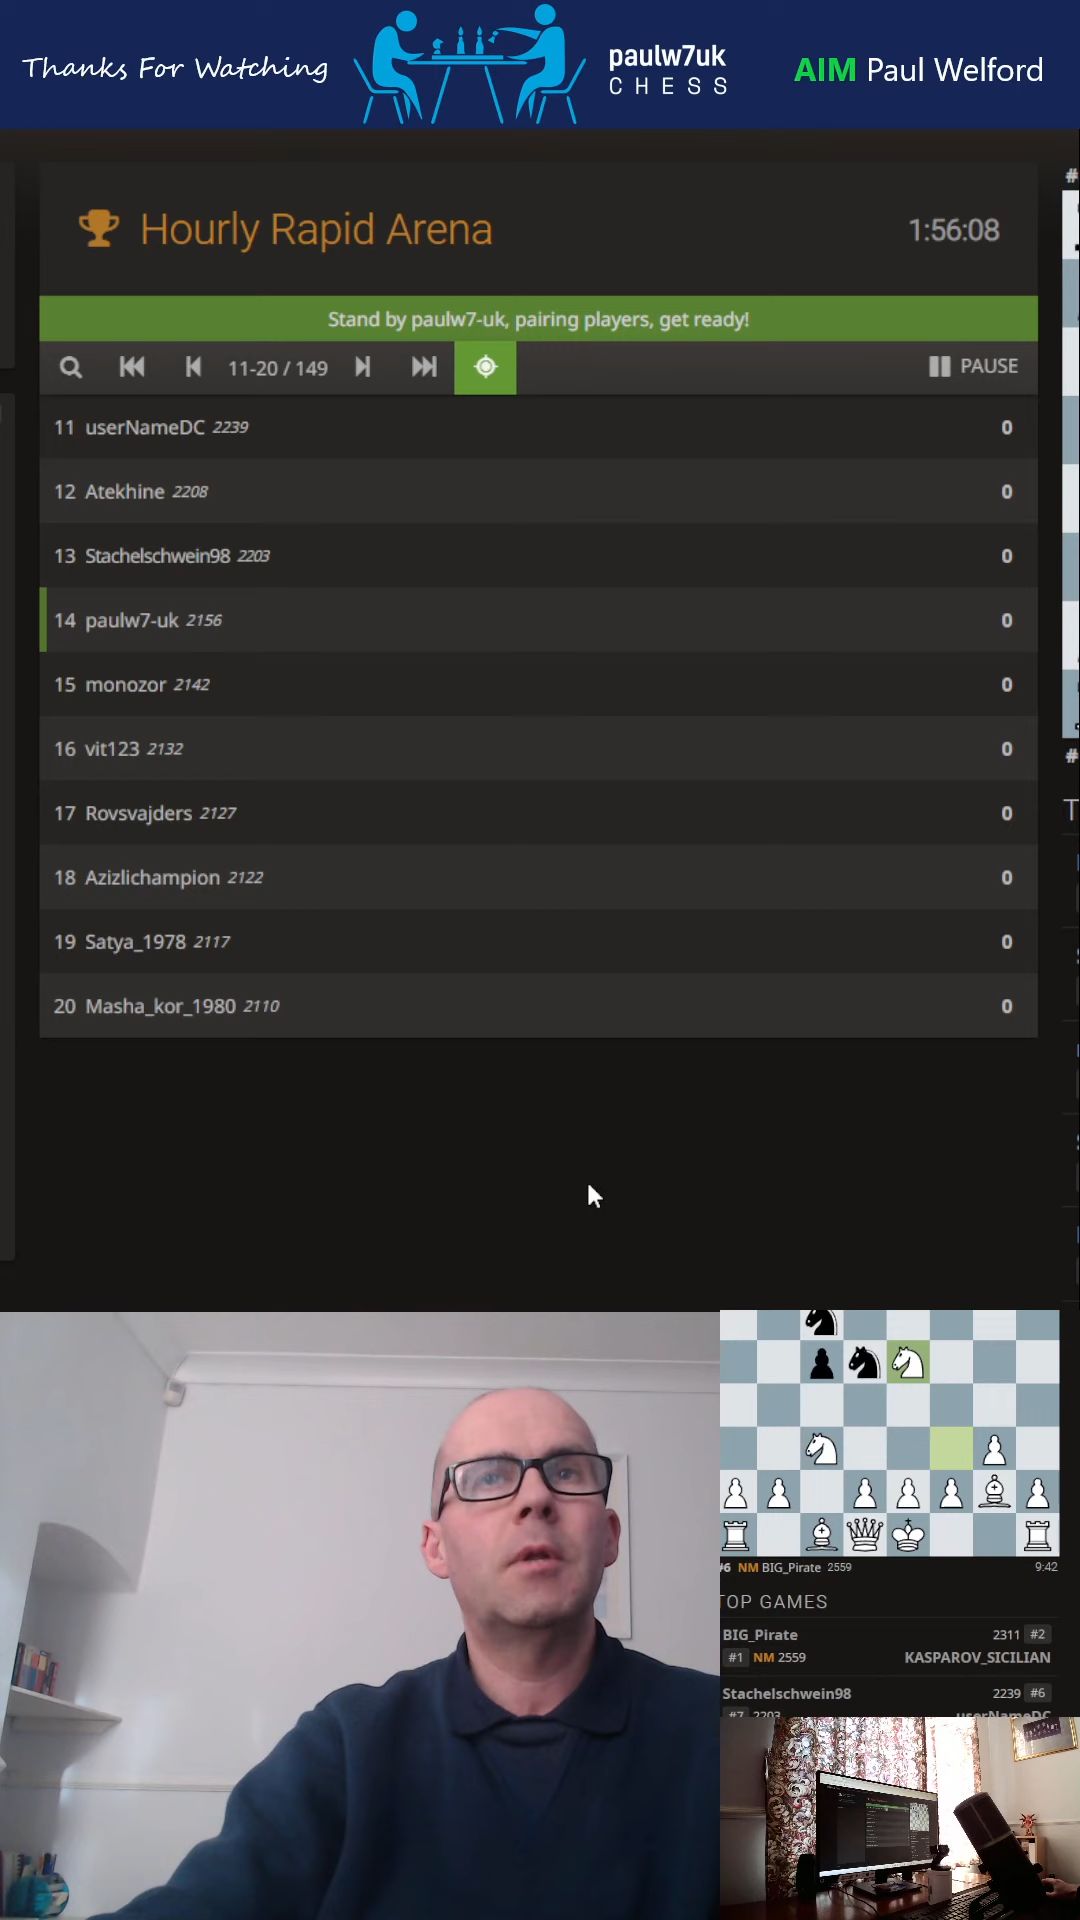 Thanks For Watching
paulw7uk
CHESS
AIM Paul Welford
Hourly Rapid Arena
1:56:08
Stand by paulw7-uk, pairing players, get ready!
11-20 / 149
PAUSE
11 userNameDC 2239 0
12 Atekhine 2208 0
13 Stachelschwein98 2203 0
14 paulw7-uk 2156 0
15 monozor 2142 0
16 vit123 2132 0
17 Rovsvajders 2127 0
18 Azizlichampion 2122 0
19 Satya_1978 2117 0
20 Masha_kor_1980 2110 0
#
#
T
#6 NM BIG_Pirate 2559 9:42
TOP GAMES
BIG_Pirate 2311 #2
#1 NM 2559 KASPAROV_SICILIAN
Stachelschwein98 2239 #6
#7 2203 userNameDC